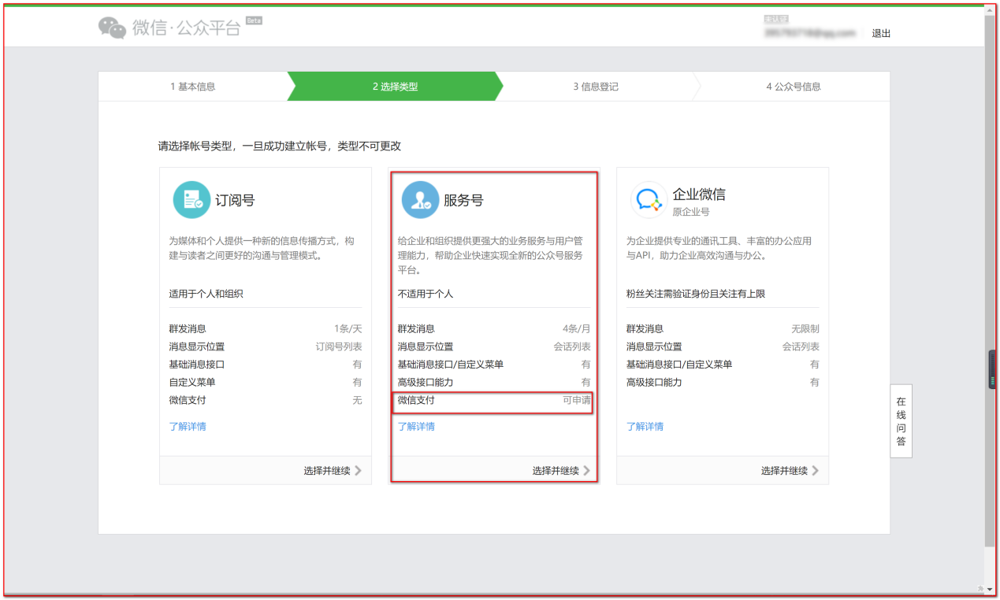 微信·公众平台 Beta
未认证
退出
1 基本信息
2 选择类型
3 信息登记
4 公众号信息
请选择帐号类型，一旦成功建立帐号，类型不可更改
订阅号
为媒体和个人提供一种新的信息传播方式，构
建与读者之间更好的沟通与管理模式。
适用于个人和组织
群发消息 1条/天
消息显示位置 订阅号列表
基础消息接口 有
自定义菜单 有
微信支付 无
了解详情
选择并继续
服务号
给企业和组织提供更强大的业务服务与用户管
理能力，帮助企业快速实现全新的公众号服务
平台。
不适用于个人
群发消息 4条/月
消息显示位置 会话列表
基础消息接口/自定义菜单 有
高级接口能力 有
微信支付 可申请
了解详情
选择并继续
企业微信
原企业号
为企业提供专业的通讯工具、丰富的办公应用
与API，助力企业高效沟通与办公。
粉丝关注需验证身份且关注有上限
群发消息 无限制
消息显示位置 会话列表
基础消息接口/自定义菜单 有
高级接口能力 有
了解详情
选择并继续
在
线
问
答